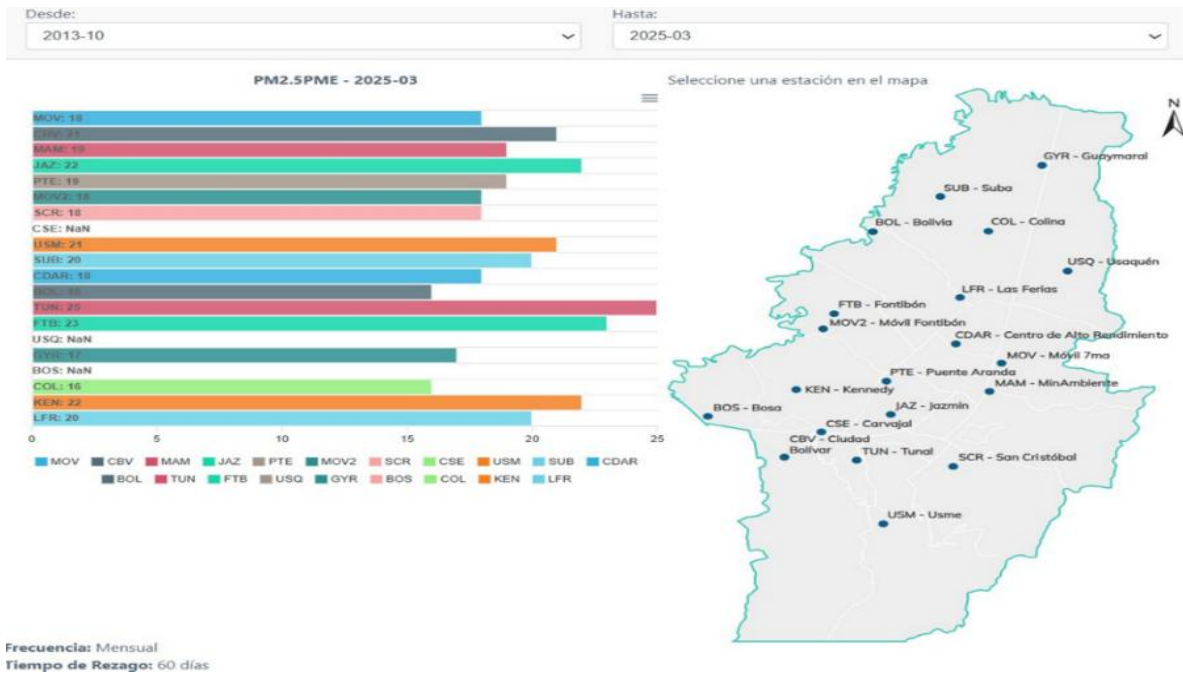 Desde:
Hasta:
2013-10
2025-03
PM2.5PME - 2025-03
Seleccione una estación en el mapa
MOV: 18
CBV: 21
MAM: 19
JAZ: 22
PTE: 19
MOV2: 18
SCR: 18
CSE: NaN
USM: 21
SUB: 20
CDAR: 18
BOL: 16
TUN: 25
FTB: 23
USQ: NaN
GYR: 17
BOS: NaN
COL: 16
KEN: 22
LFR: 20
0 5 10 15 20 25
MOV CBV MAM JAZ PTE MOV2 SCR CSE USM SUB CDAR
BOL TUN FTB USQ GYR BOS COL KEN LFR
N
GYR - Guaymaral
SUB - Suba
BOL - Bolivia
COL - Colina
USQ - Usaquén
LFR - Las Ferias
FTB - Fontibón
MOV2 - Móvil Fontibón
CDAR - Centro de Alto Rendimiento
MOV - Móvil 7ma
PTE - Puente Aranda
MAM - MinAmbiente
KEN - Kennedy
JAZ - Jazmin
BOS - Bosa
CSE - Carvajal
CBV - Ciudad
Bolívar
TUN - Tunal
SCR - San Cristóbal
USM - Usme
Frecuencia: Mensual
Tiempo de Rezago: 60 días